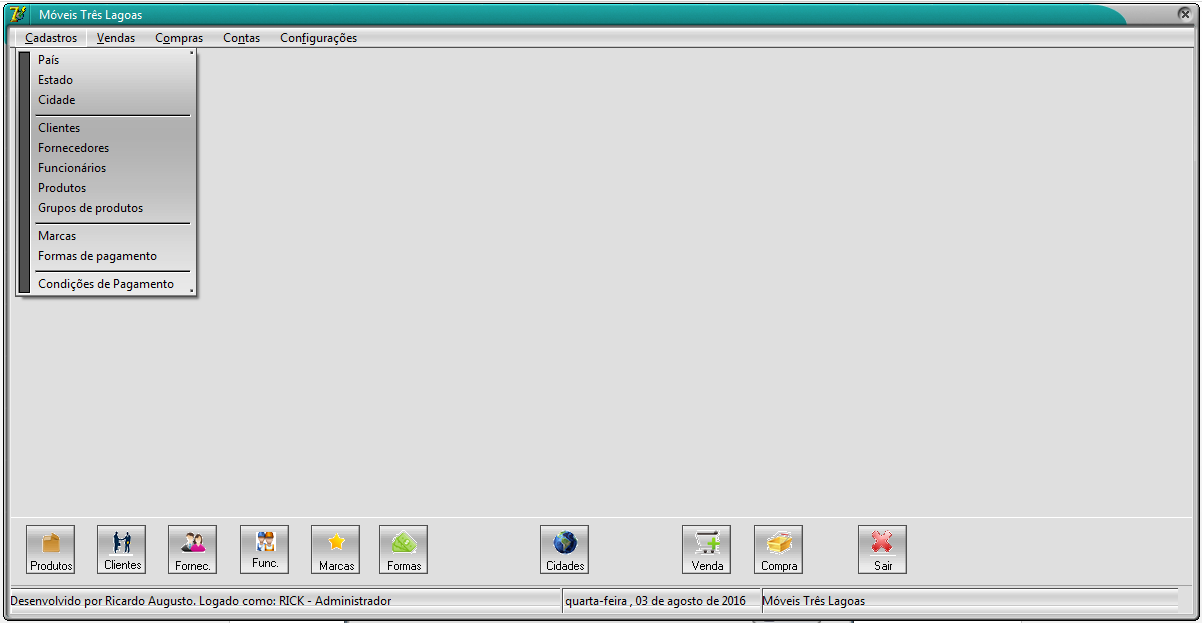 Móveis Três Lagoas
Cadastros Vendas Compras Contas Configurações
País
Estado
Cidade
Clientes
Fornecedores
Funcionários
Produtos
Grupos de produtos
Marcas
Formas de pagamento
Condições de Pagamento
Produtos Clientes Fornec. Func. Marcas Formas Cidades Venda Compra Sair
Desenvolvido por Ricardo Augusto. Logado como: RICK - Administrador quarta-feira , 03 de agosto de 2016 Móveis Três Lagoas